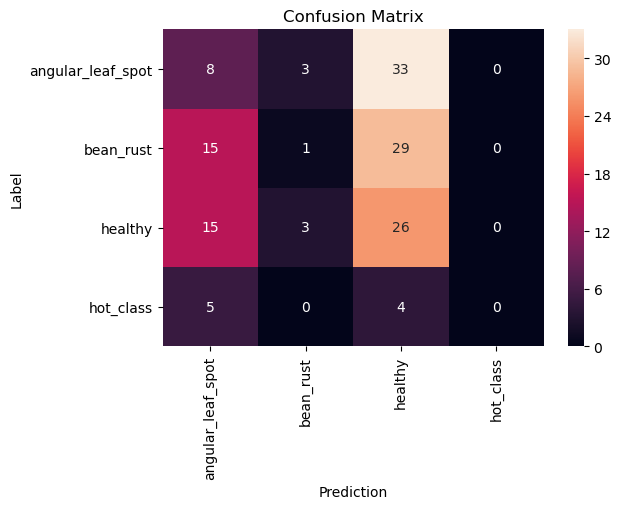 Confusion Matrix
Label
angular_leaf_spot 8 3 33 0
bean_rust 15 1 29 0
healthy 15 3 26 0
hot_class 5 0 4 0
angular_leaf_spot bean_rust healthy hot_class
Prediction
30
24
18
12
6
0